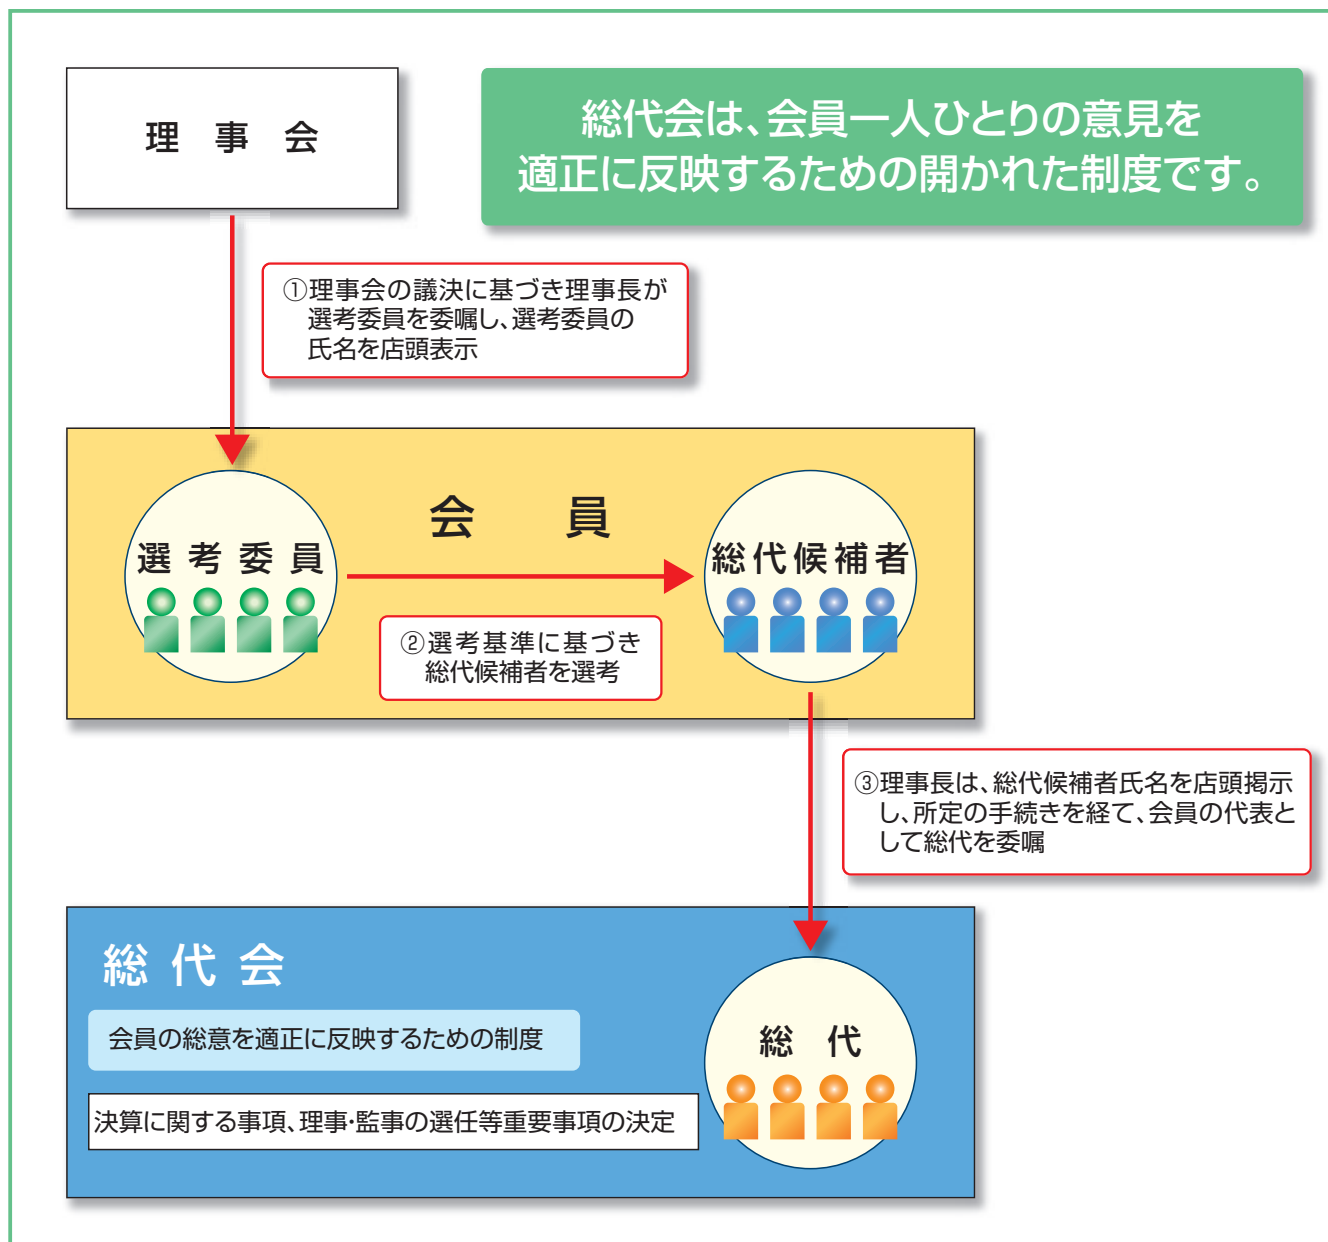 理事会
総代会は、会員一人ひとりの意見を
適正に反映するための開かれた制度です。
①理事会の議決に基づき理事長が
選考委員を委嘱し、選考委員の
氏名を店頭表示
会員
選考委員
総代候補者
②選考基準に基づき
総代候補者を選考
③理事長は、総代候補者氏名を店頭掲示
し、所定の手続きを経て、会員の代表と
して総代を委嘱
総代会
会員の総意を適正に反映するための制度
決算に関する事項、理事・監事の選任等重要事項の決定
総代